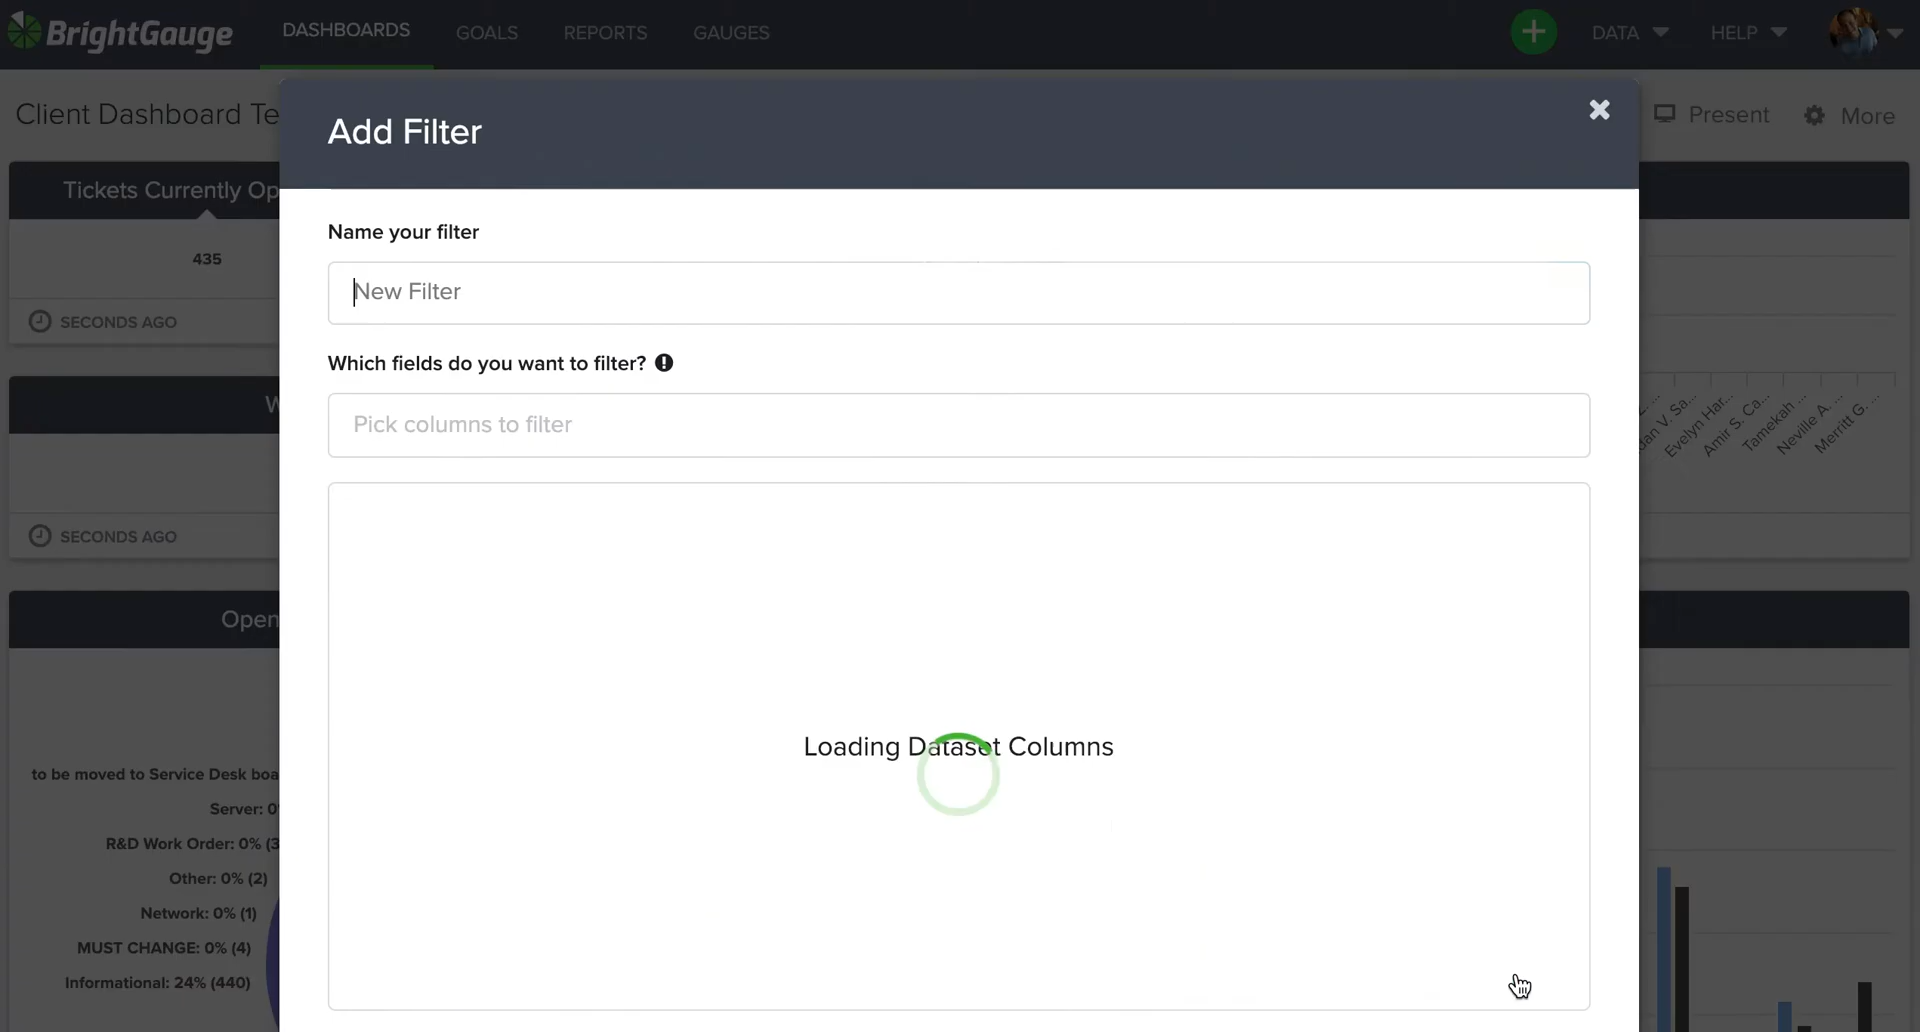 BrightGauge
DASHBOARDS
GOALS
REPORTS
GAUGES
DATA
HELP
Client Dashboard Te
Present
More
Add Filter
Tickets Currently Op
435
SECONDS AGO
Name your filter
New Filter
Which fields do you want to filter?
Pick columns to filter
W
SECONDS AGO
Evelyn Har...
Amir S. Ca...
Tamekah ...
Neville A. ...
Merritt G. ...
Open
Loading Dataset Columns
to be moved to Service Desk boa
Server: 0%
R&D Work Order: 0% (3
Other: 0% (2)
Network: 0% (1)
MUST CHANGE: 0% (4)
Informational: 24% (440)